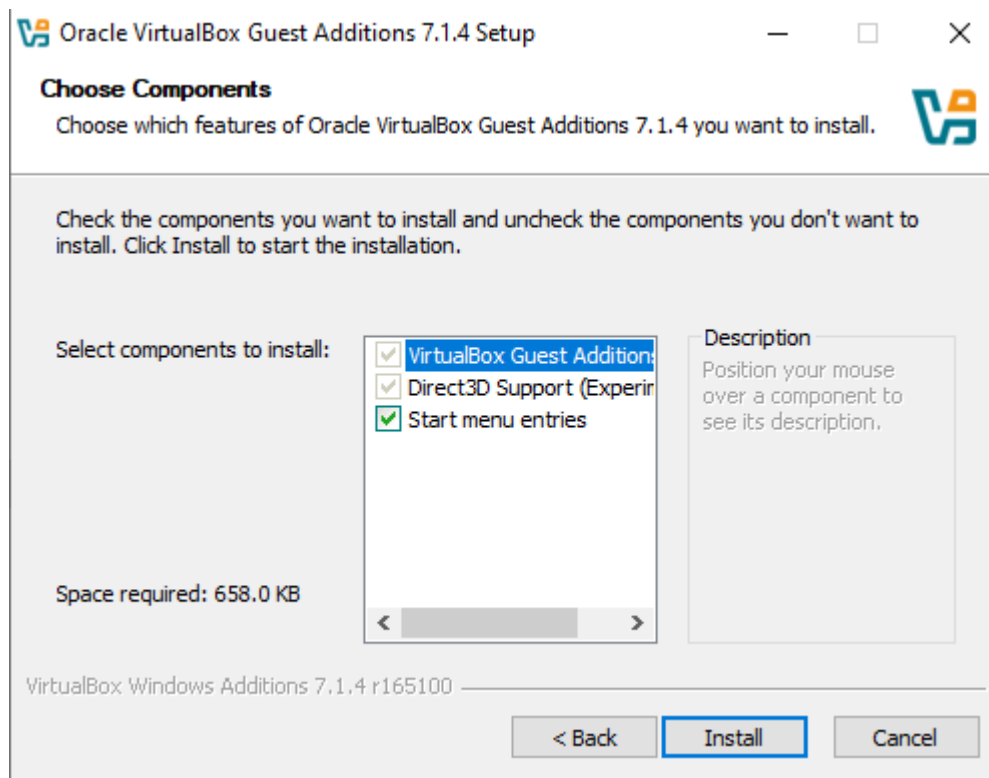 Oracle VirtualBox Guest Additions 7.1.4 Setup
Choose Components
Choose which features of Oracle VirtualBox Guest Additions 7.1.4 you want to install.
Check the components you want to install and uncheck the components you don't want to
install. Click Install to start the installation.
Select components to install:
VirtualBox Guest Additions
Direct3D Support (Experin
Start menu entries
Description
Position your mouse
over a component to
see its description.
Space required: 658.0 KB
VirtualBox Windows Additions 7.1.4 r165100
< Back
Install
Cancel